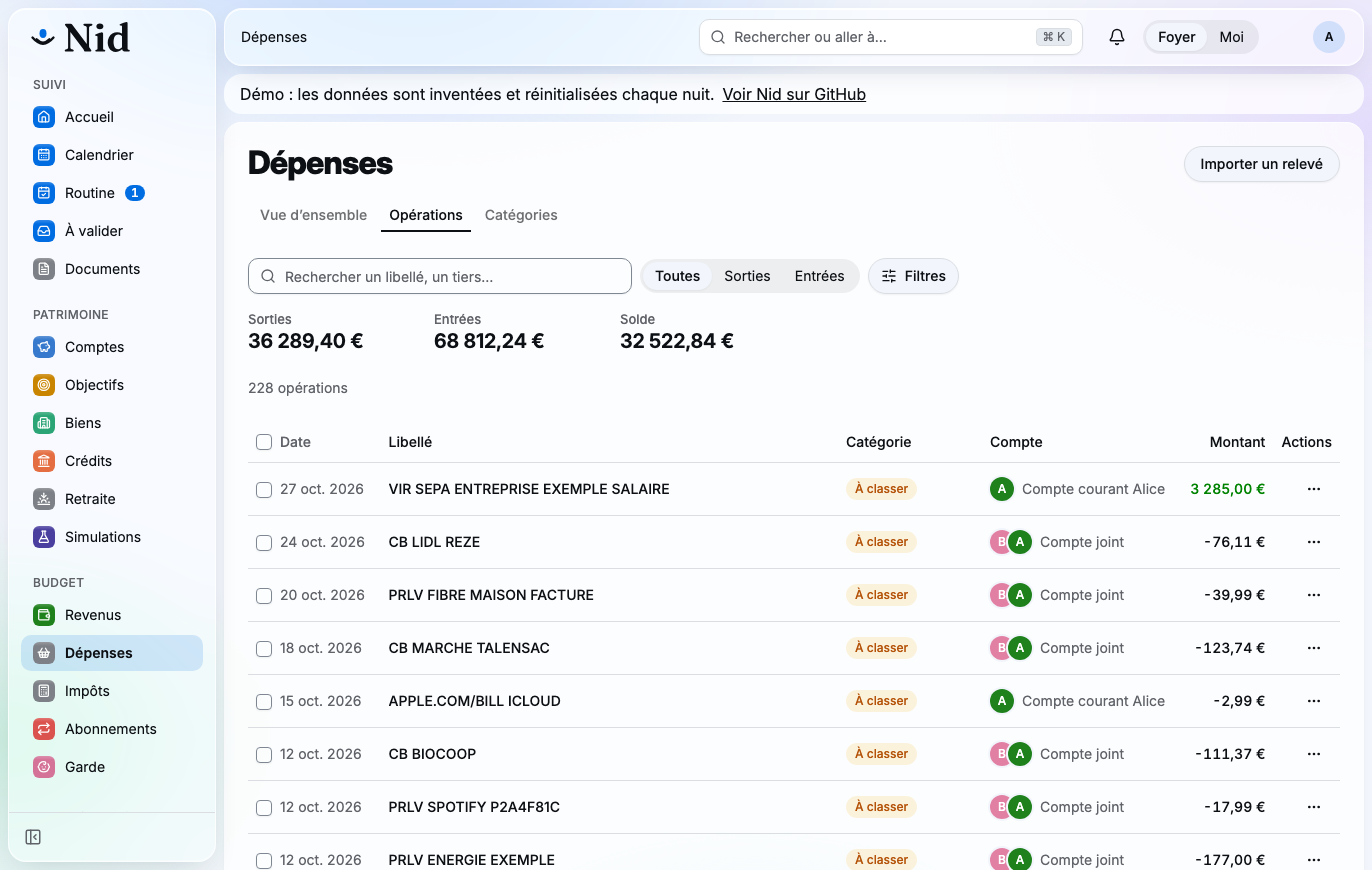 Nid
SUIVI
Accueil
Calendrier
Routine 1
À valider
Documents
PATRIMOINE
Comptes
Objectifs
Biens
Crédits
Retraite
Simulations
BUDGET
Revenus
Dépenses
Impôts
Abonnements
Garde
Dépenses
Rechercher ou aller à...
⌘ K
Foyer Moi
A
Démo : les données sont inventées et réinitialisées chaque nuit. Voir Nid sur GitHub
Dépenses
Importer un relevé
Vue d'ensemble Opérations Catégories
Rechercher un libellé, un tiers...
Toutes Sorties Entrées Filtres
Sorties Entrées Solde
36 289,40 € 68 812,24 € 32 522,84 €
228 opérations
Date Libellé Catégorie Compte Montant Actions
27 oct. 2026 VIR SEPA ENTREPRISE EXEMPLE SALAIRE À classer A Compte courant Alice 3 285,00 € ...
24 oct. 2026 CB LIDL REZE À classer B A Compte joint -76,11 € ...
20 oct. 2026 PRLV FIBRE MAISON FACTURE À classer B A Compte joint -39,99 € ...
18 oct. 2026 CB MARCHE TALENSAC À classer B A Compte joint -123,74 € ...
15 oct. 2026 APPLE.COM/BILL ICLOUD À classer A Compte courant Alice -2,99 € ...
12 oct. 2026 CB BIOCOOP À classer B A Compte joint -111,37 € ...
12 oct. 2026 PRLV SPOTIFY P2A4F81C À classer B A Compte joint -17,99 € ...
12 oct. 2026 PRLV ENERGIE EXEMPLE À classer B A Compte joint -177,00 € ...